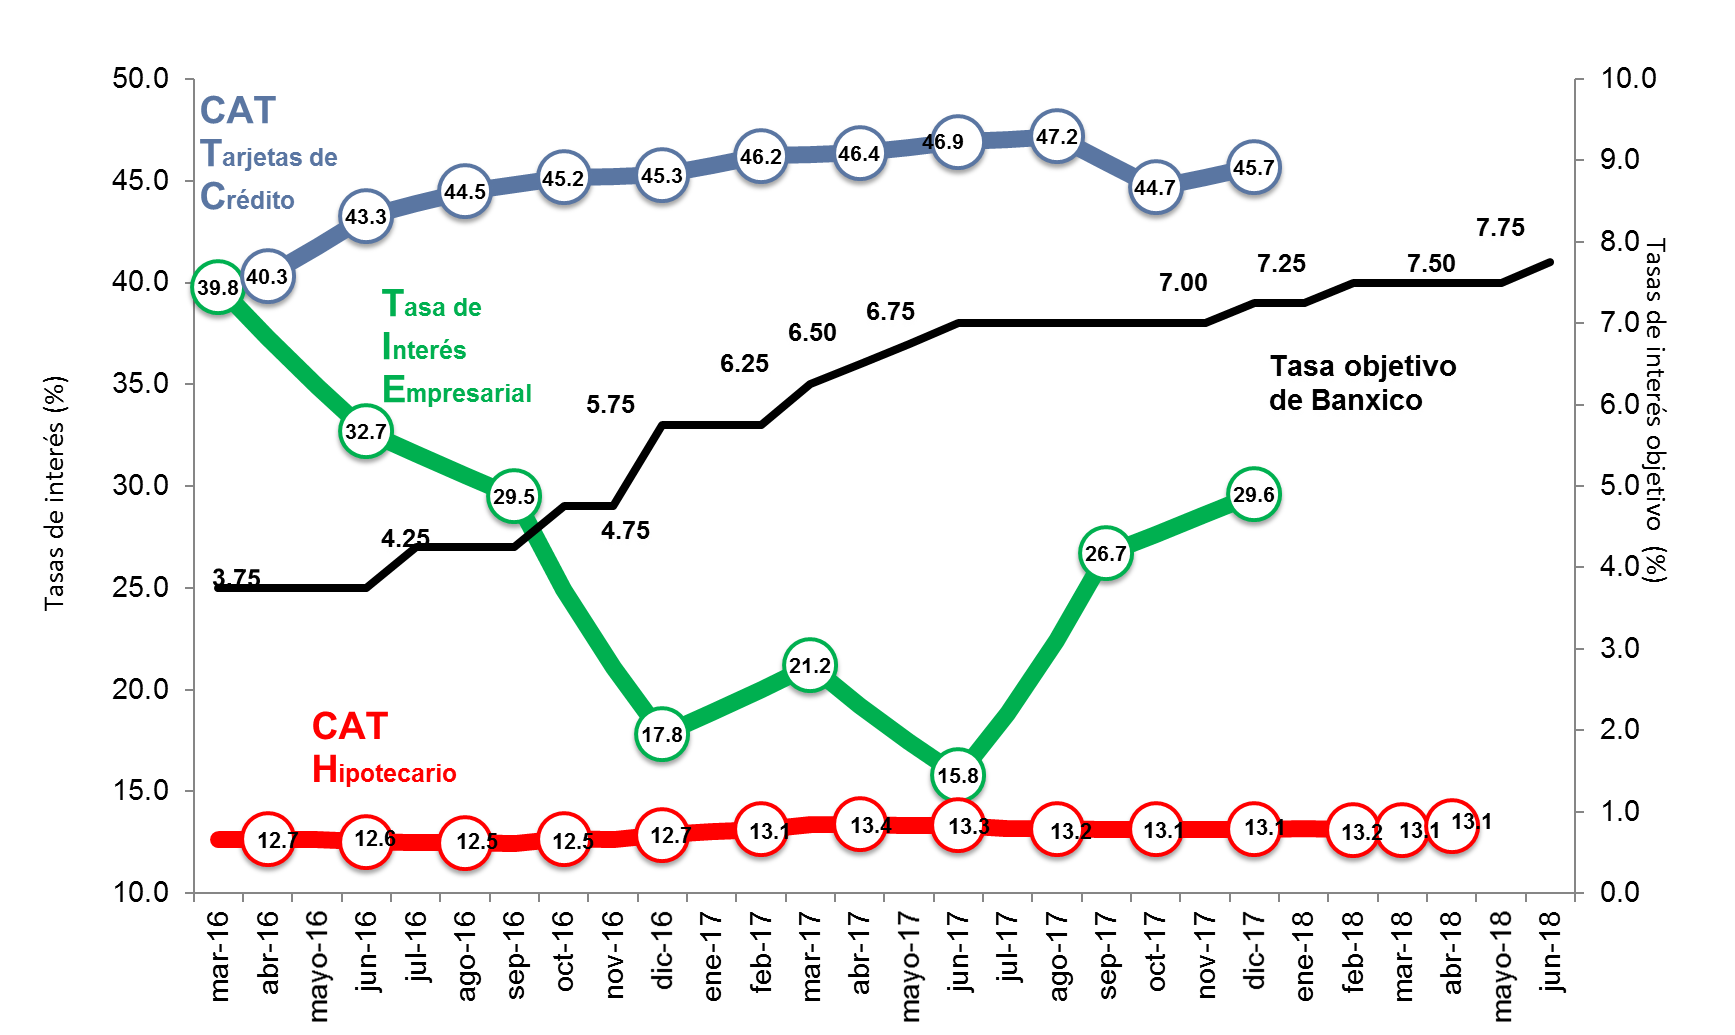 50.0
45.0
40.0
35.0
30.0
25.0
20.0
15.0
10.0
Tasas de interés (%)
10.0
9.0
8.0
7.0
6.0
5.0
4.0
3.0
2.0
1.0
0.0
Tasas de interés objetivo (%)
CAT
Tarjetas de
Crédito
40.3
43.3
44.5
45.2
45.3
46.2
46.4
46.9
47.2
44.7
45.7
Tasa de
Interés
Empresarial
39.8
32.7
29.5
17.8
21.2
15.8
26.7
29.6
3.75
4.25
4.75
5.75
6.25
6.50
6.75
7.00
7.25
7.50
7.75
Tasa objetivo
de Banxico
CAT
Hipotecario
12.7
12.6
12.5
12.5
12.7
13.1
13.4
13.3
13.2
13.1
13.1
13.2
13.1
13.1
mar-16
abr-16
mayo-16
jun-16
jul-16
ago-16
sep-16
oct-16
nov-16
dic-16
ene-17
feb-17
mar-17
abr-17
mayo-17
jun-17
jul-17
ago-17
sep-17
oct-17
nov-17
dic-17
ene-18
feb-18
mar-18
abr-18
mayo-18
jun-18